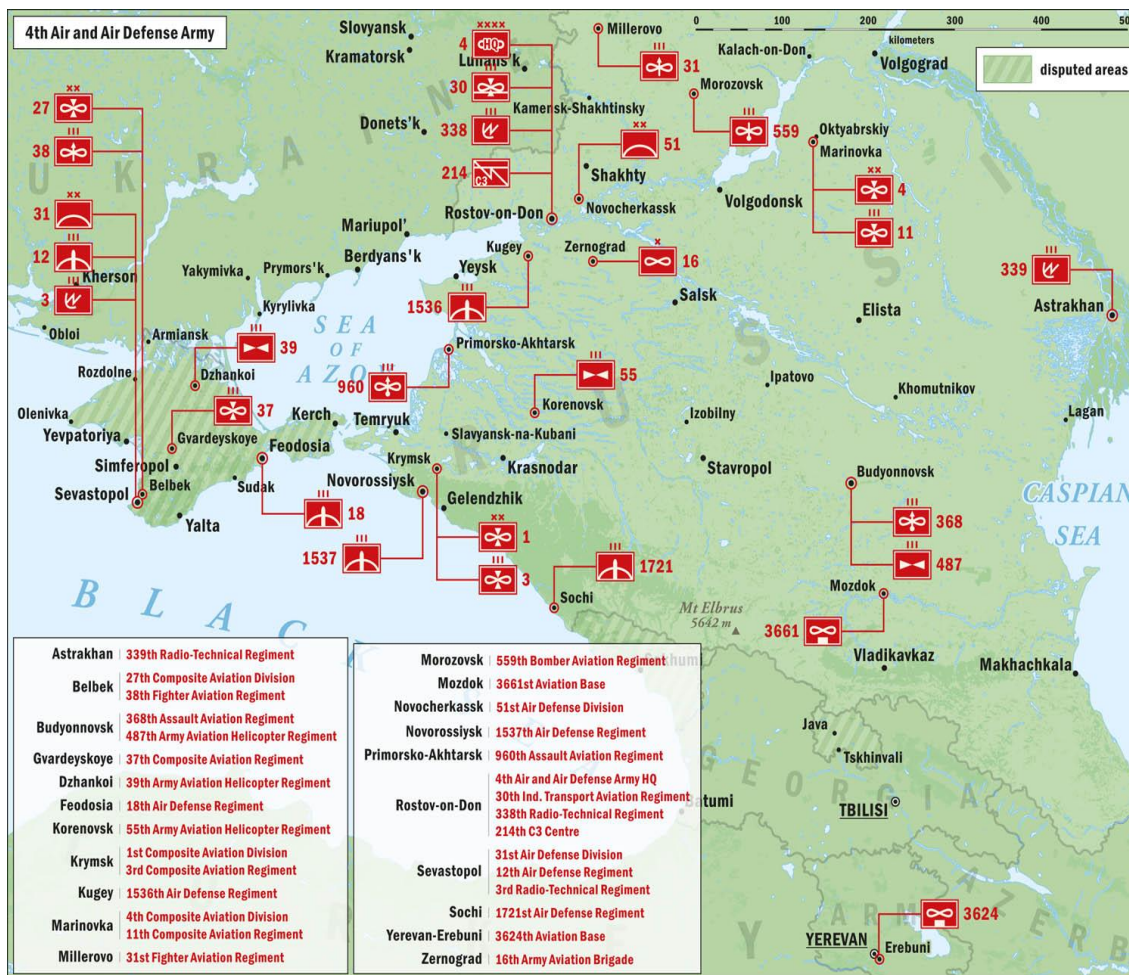 4th Air and Air Defense Army
0 100 200 300 400 500
kilometers
disputed areas
Slovyansk
Kramatorsk
Luhans'k
Donets'k
Millerovo
Kamensk-Shakhtinsky
Morozovsk
Kalach-on-Don
Volgograd
Oktyabrskiy
Marinovka
Shakhty
Novocherkassk
Volgodonsk
Rostov-on-Don
Mariupol'
Berdyans'k
Prymors'k
Yakymivka
Kherson
Kyrylivka
Obloi
Armiansk
Rozdolne
Dzhankoi
Olenivka
Yevpatoriya
Gvardeyskoye
Simferopol
Belbek
Sevastopol
Yalta
Sudak
Feodosia
Kerch
Temryuk
Kugey
Yeysk
Zernograd
Salsk
Elista
Astrakhan
Primorsko-Akhtarsk
Korenovsk
Slavyansk-na-Kubani
Krymsk
Krasnodar
Novorossiysk
Gelendzhik
Ipatovo
Izobilny
Stavropol
Khomutnikov
Lagan
Budyonnovsk
Mozdok
Sochi
Mt Elbrus
5642 m
Vladikavkaz
Makhachkala
Java
Tskhinvali
Sukhumi
Batumi
TBILISI
YEREVAN
Erebuni
UKRAIN
RUSSI
GEORGIA
ARM
AZERB
Y
SEA
OF
AZO
BLACK
CASPIAN
SEA
27
38
31
12
3
4
HQ
30
338
214
C3
31
559
51
4
11
339
16
1536
39
960
55
37
18
1537
1
3
1721
368
487
3661
3624
Astrakhan 339th Radio-Technical Regiment
Belbek 27th Composite Aviation Division
38th Fighter Aviation Regiment
Budyonnovsk 368th Assault Aviation Regiment
487th Army Aviation Helicopter Regiment
Gvardeyskoye 37th Composite Aviation Regiment
Dzhankoi 39th Army Aviation Helicopter Regiment
Feodosia 18th Air Defense Regiment
Korenovsk 55th Army Aviation Helicopter Regiment
Krymsk 1st Composite Aviation Division
3rd Composite Aviation Regiment
Kugey 1536th Air Defense Regiment
Marinovka 4th Composite Aviation Division
11th Composite Aviation Regiment
Millerovo 31st Fighter Aviation Regiment
Morozovsk 559th Bomber Aviation Regiment
Mozdok 3661st Aviation Base
Novocherkassk 51st Air Defense Division
Novorossiysk 1537th Air Defense Regiment
Primorsko-Akhtarsk 960th Assault Aviation Regiment
Rostov-on-Don 4th Air and Air Defense Army HQ
30th Ind. Transport Aviation Regiment
338th Radio-Technical Regiment
214th C3 Centre
Sevastopol 31st Air Defense Division
12th Air Defense Regiment
3rd Radio-Technical Regiment
Sochi 1721st Air Defense Regiment
Yerevan-Erebuni 3624th Aviation Base
Zernograd 16th Army Aviation Brigade